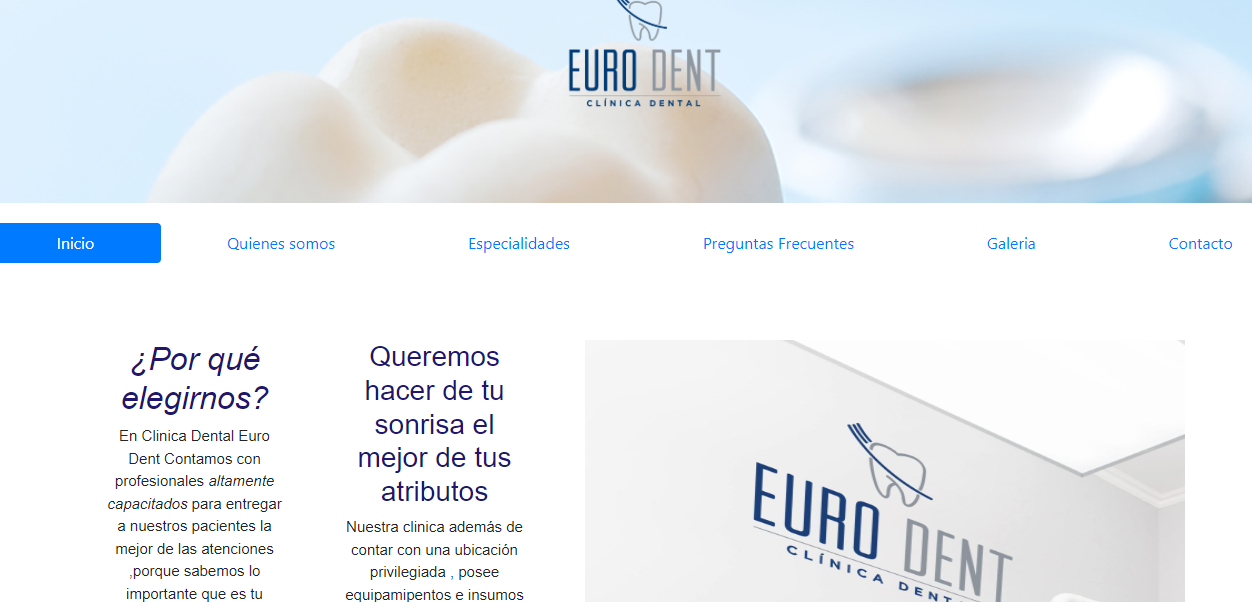 EURO DENT
CLÍNICA DENTAL
Inicio
Quienes somos
Especialidades
Preguntas Frecuentes
Galeria
Contacto
¿Por qué
elegirnos?
En Clinica Dental Euro
Dent Contamos con
profesionales altamente
capacitados para entregar
a nuestros pacientes la
mejor de las atenciones
,porque sabemos lo
importante que es tu
Queremos
hacer de tu
sonrisa el
mejor de tus
atributos
Nuestra clinica además de
contar con una ubicación
privilegiada , posee
equipamipentos e insumos
EURO DENT
CLÍNICA DENT